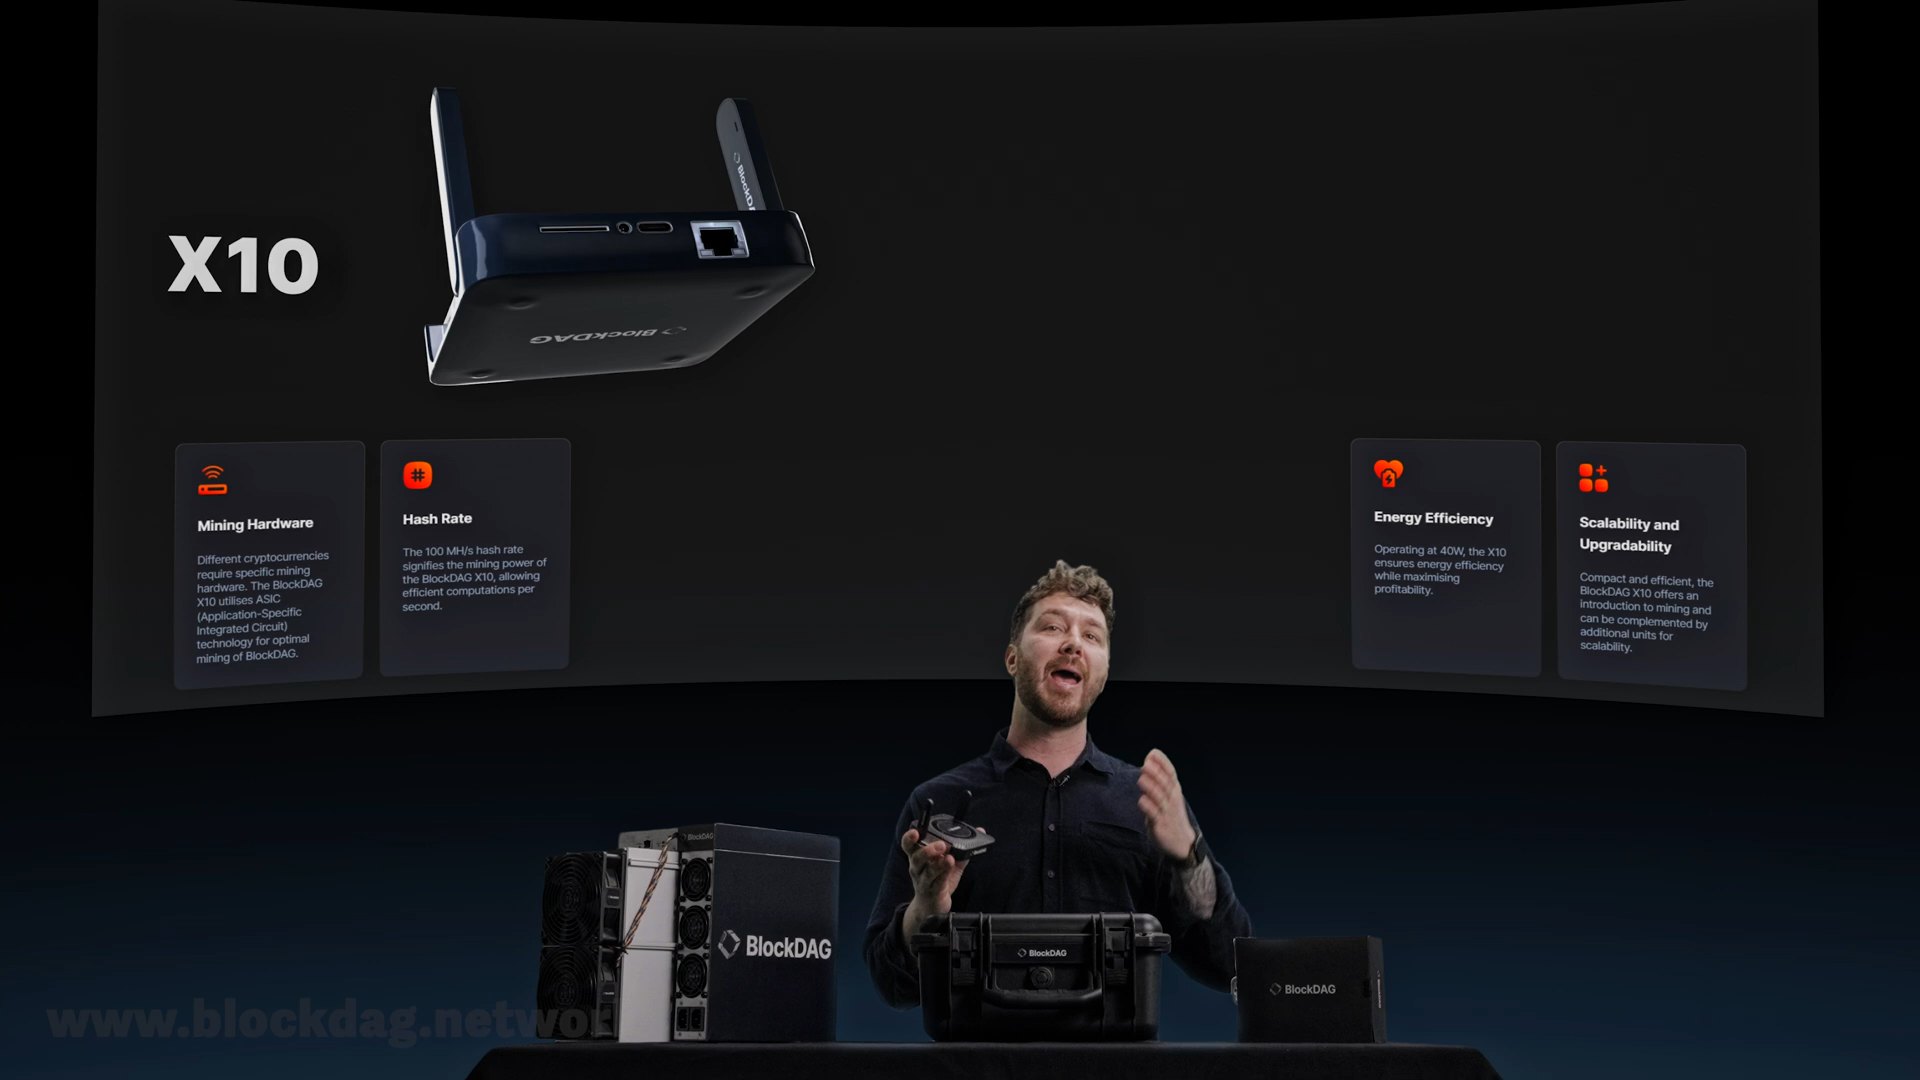 BlockDA
X10
BlockDAG
Mining Hardware
Different cryptocurrencies
require specific mining
hardware. The BlockDAG
X10 utilises ASIC
(Application-Specific
Integrated Circuit)
technology for optimal
mining of BlockDAG.
Hash Rate
The 100 MH/s hash rate
signifies the mining power of
the BlockDAG X10, allowing
efficient computations per
second.
Energy Efficiency
Operating at 40W, the X10
ensures energy efficiency
while maximising
profitability.
Scalability and
Upgradability
Compact and efficient, the
BlockDAG X10 offers an
introduction to mining and
can be complemented by
additional units for
scalability.
BlockDAG
BlockDAG
BlockDAG
BlockDAG
www.blockdag.networ